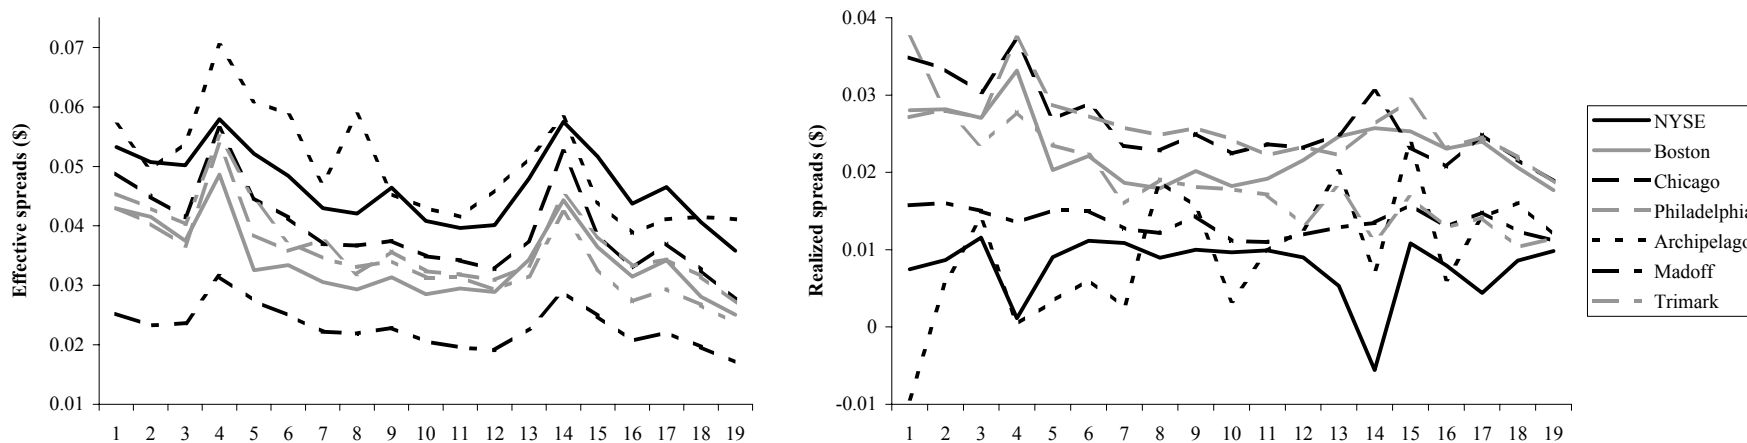 Effective spreads ($)
0.07
0.06
0.05
0.04
0.03
0.02
0.01
1 2 3 4 5 6 7 8 9 10 11 12 13 14 15 16 17 18 19
Realized spreads ($)
0.04
0.03
0.02
0.01
0
-0.01
1 2 3 4 5 6 7 8 9 10 11 12 13 14 15 16 17 18 19
NYSE
Boston
Chicago
Philadelphia
Archipelago
Madoff
Trimark